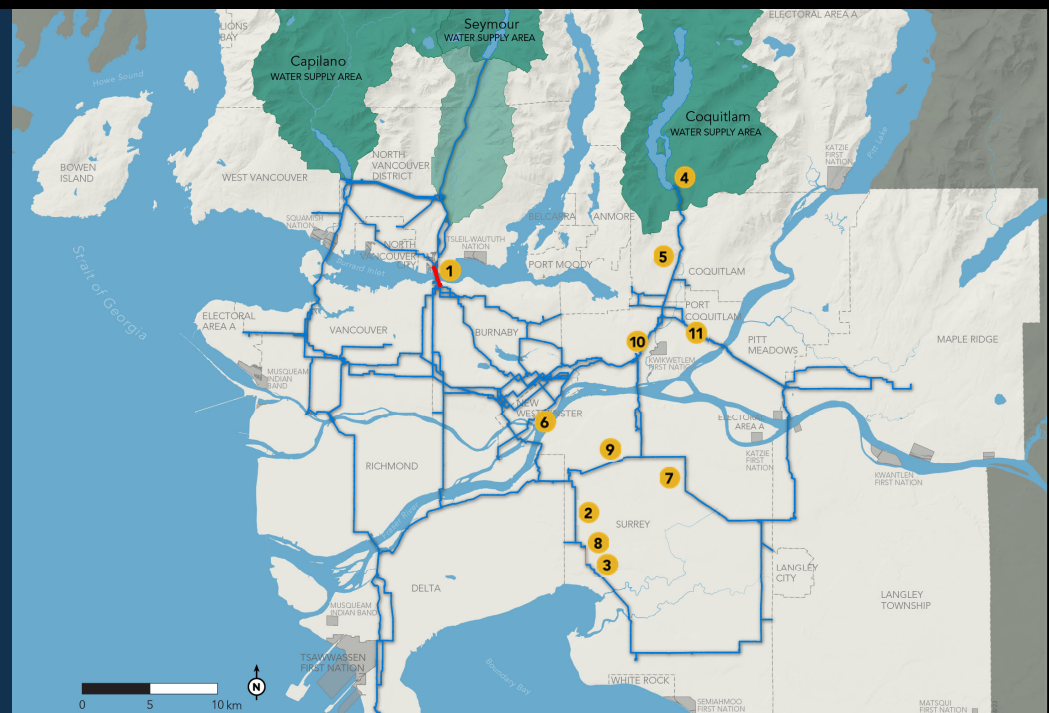 LIONS
BAY
Seymour
WATER SUPPLY AREA
ELECTORAL AREA A
Capilano
WATER SUPPLY AREA
Howe Sound
Coquitlam
WATER SUPPLY AREA
BOWEN
ISLAND
WEST VANCOUVER
NORTH
VANCOUVER
DISTRICT
KATZIE
FIRST
NATION
Pitt Lake
4
SQUAMISH
NATION
BELCARRA
ANMORE
NORTH
VANCOUVER
CITY
TSLEIL-WAUTUTH
NATION
Burrard Inlet
1
PORT MOODY
5
COQUITLAM
Strait of Georgia
ELECTORAL
AREA A
VANCOUVER
BURNABY
PORT
COQUITLAM
10
11
PITT
MEADOWS
MAPLE RIDGE
KWIKWETLEM
FIRST NATION
MUSQUEAM
INDIAN
BAND
NEW
WESTMINSTER
6
ELECTORAL
AREA A
KATZIE
FIRST
NATION
9
7
KWANTLEN
FIRST NATION
RICHMOND
2
SURREY
8
3
LANGLEY
CITY
DELTA
LANGLEY
TOWNSHIP
MUSQUEAM
INDIAN BAND
TSAWWASSEN
FIRST NATION
Boundary Bay
WHITE ROCK
SEMIAHMOO
FIRST NATION
MATSQUI
FIRST NATION
N
0 5 10 km